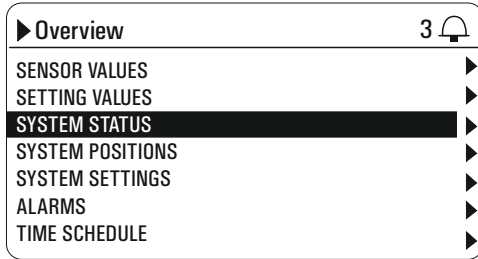 Overview 3
SENSOR VALUES
SETTING VALUES
SYSTEM STATUS
SYSTEM POSITIONS
SYSTEM SETTINGS
ALARMS
TIME SCHEDULE